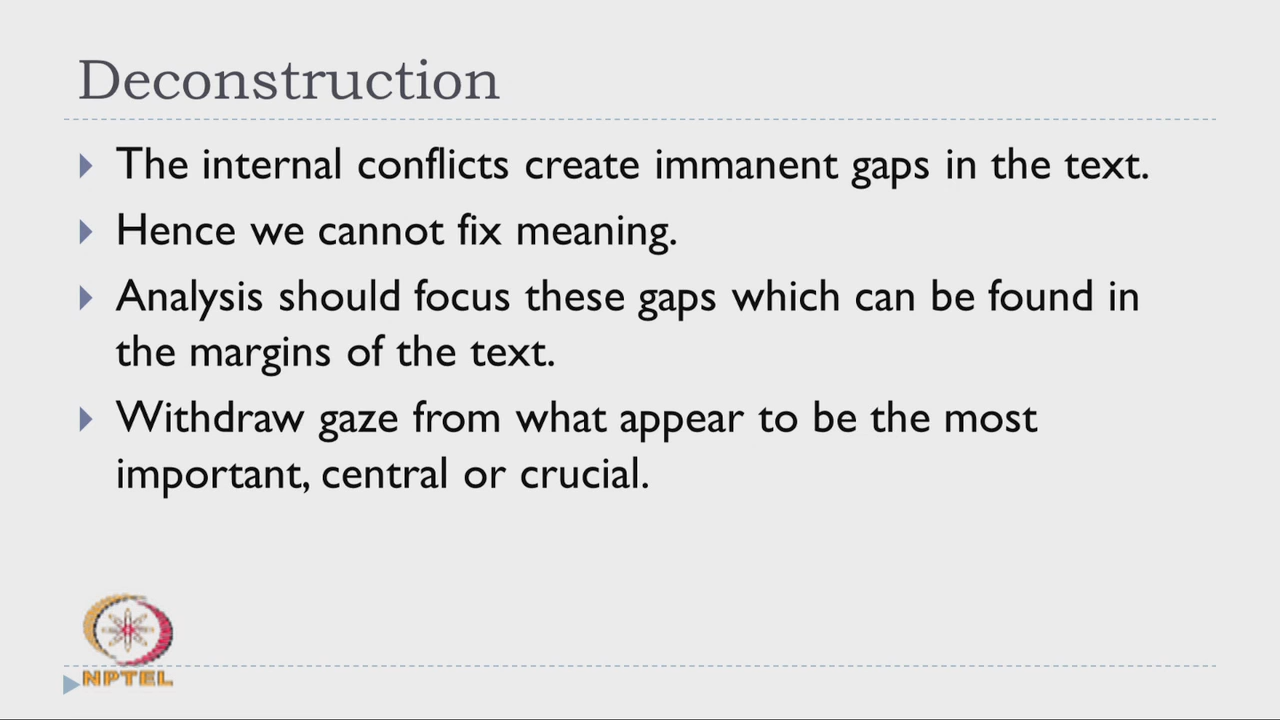 Deconstruction
The internal conflicts create immanent gaps in the text.
Hence we cannot fix meaning.
Analysis should focus these gaps which can be found in
the margins of the text.
Withdraw gaze from what appear to be the most
important, central or crucial.
NPTEL